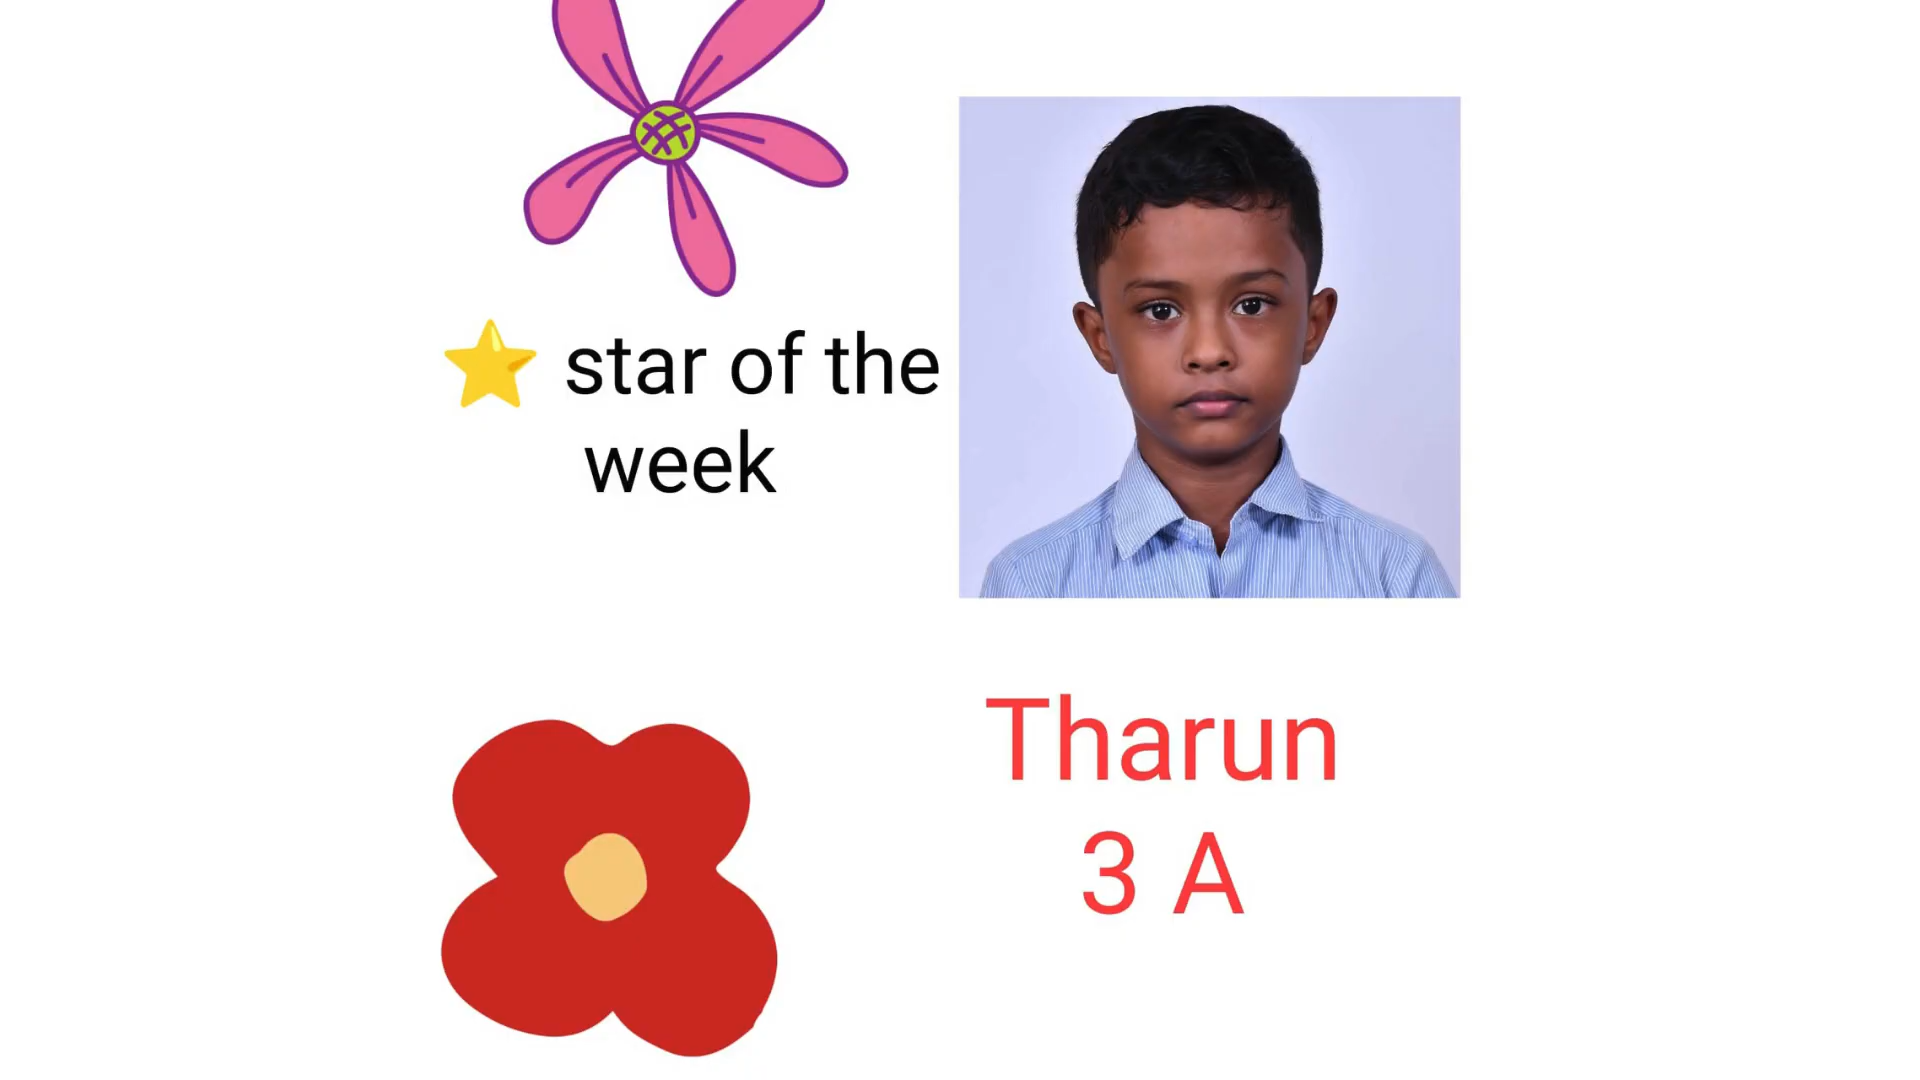 ⭐ star of the
week
Tharun
3 A